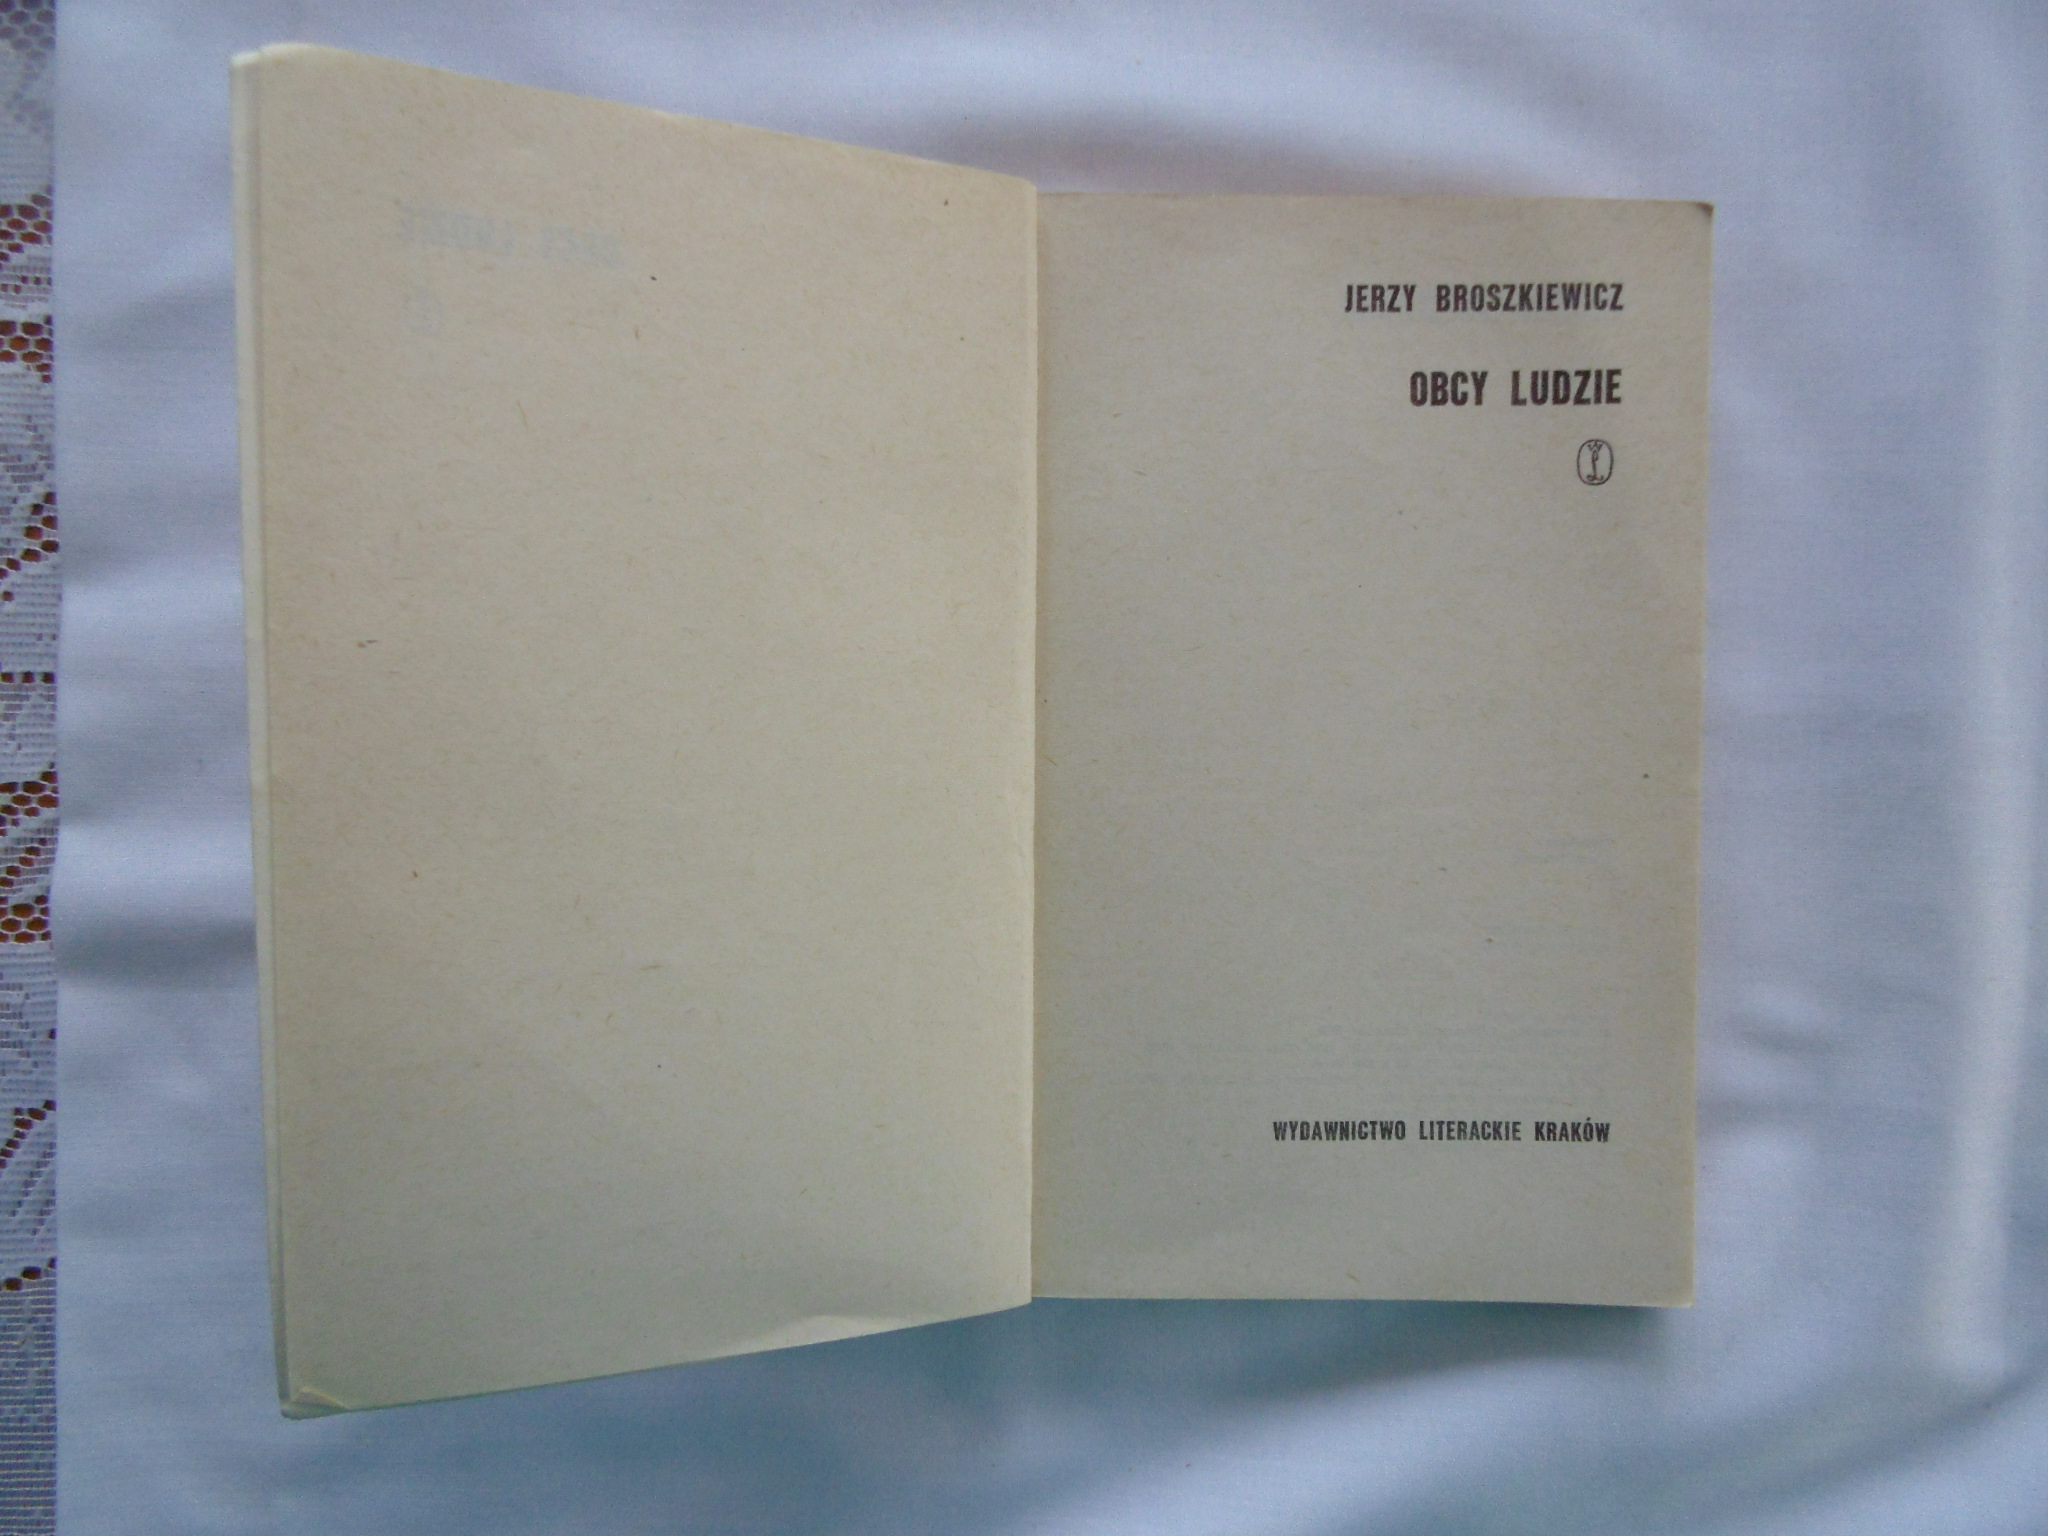 JERZY BROSZKIEWICZ
OBCY LUDZIE
WYDAWNICTWO LITERACKIE KRAKÓW